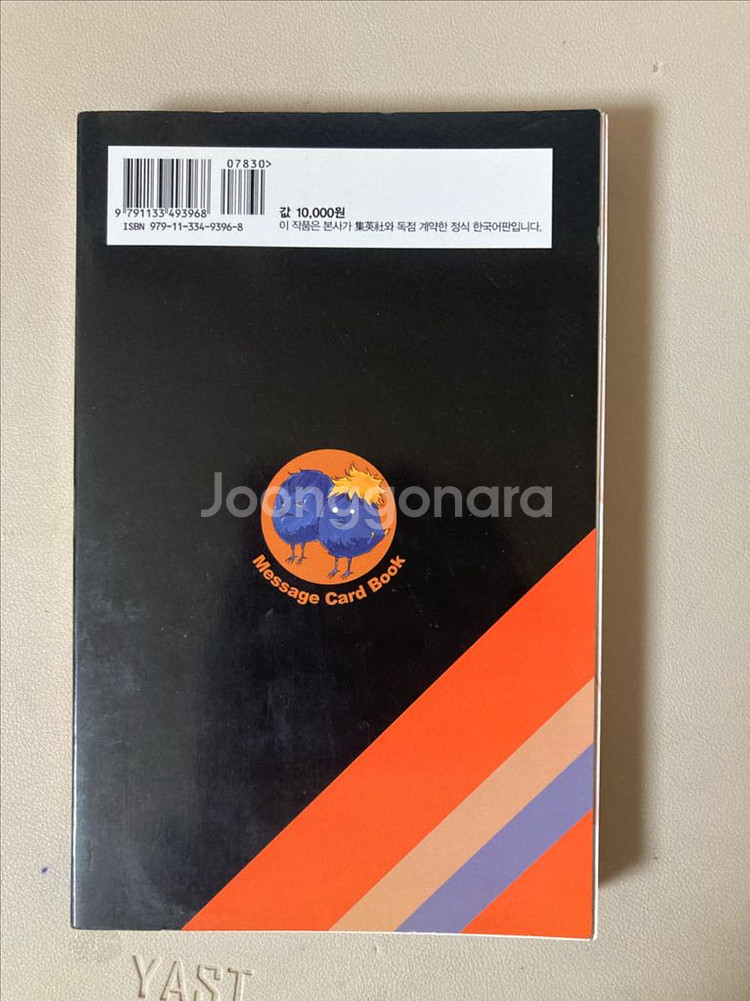 07830>
9 791133 493968
ISBN 979-11-334-9396-8
값 10,000원
이 작품은 본사가 集英社와 독점 계약한 정식 한국어판입니다.
Joonggonara
Message Card Book
YAST